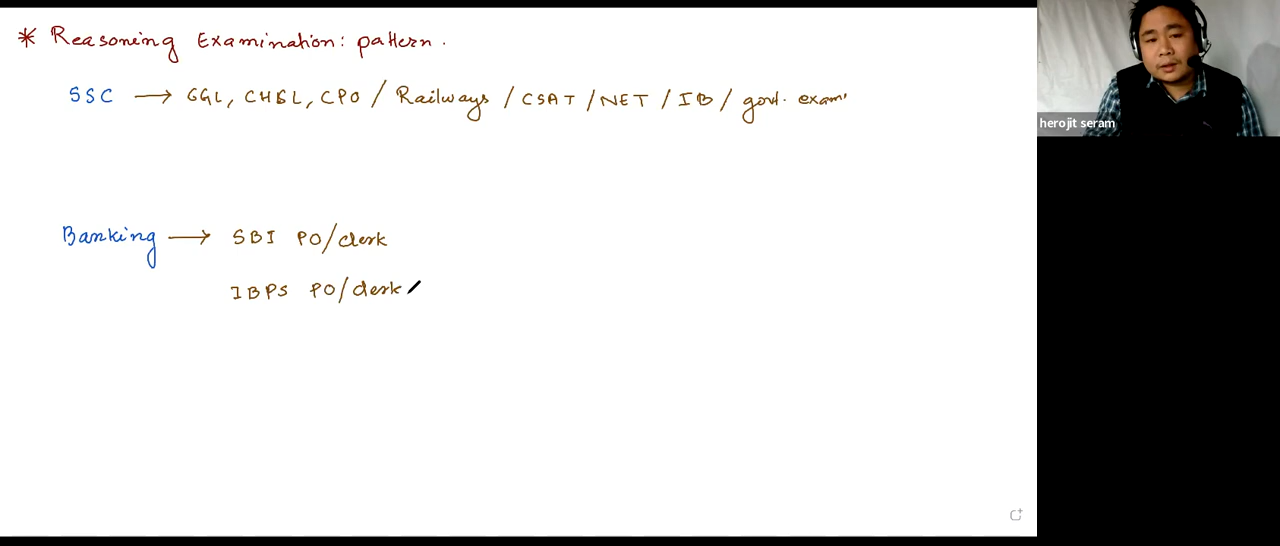 * Reasoning Examination: pattern.
SSC → CGL, CHSL, CPO / Railways / CSAT / NET / IB / govt. exam.
herojit seram
Banking → SBI PO/clerk
IBPS PO/clerk